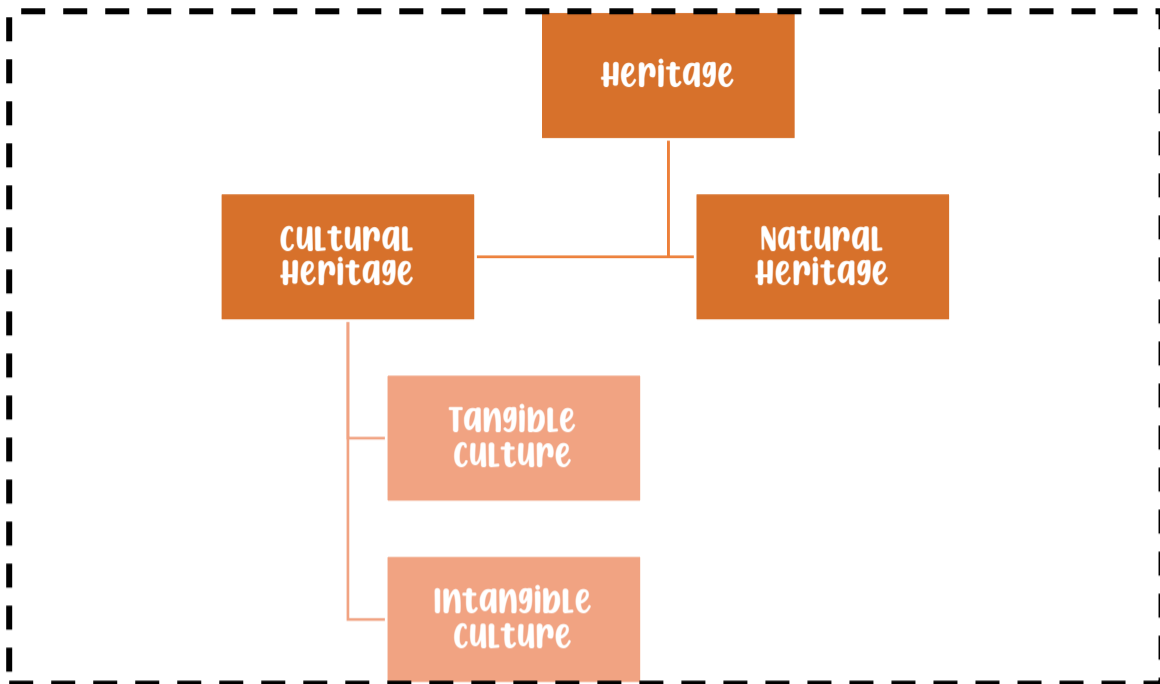 Heritage
Cultural
Heritage
Natural
Heritage
Tangible
Culture
Intangible
Culture